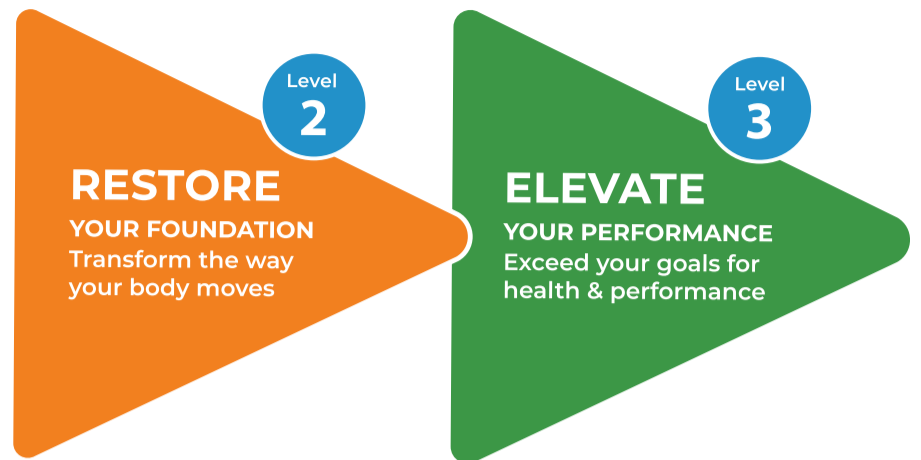 Level
2
RESTORE
YOUR FOUNDATION
Transform the way
your body moves
Level
3
ELEVATE
YOUR PERFORMANCE
Exceed your goals for
health & performance